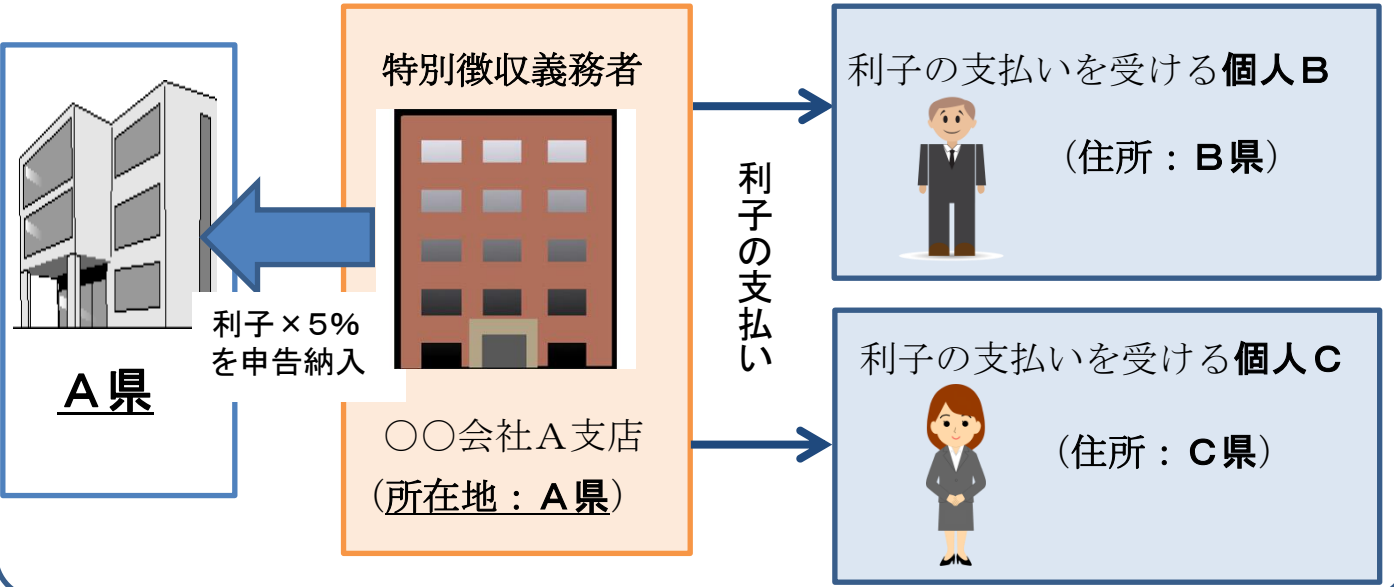 特別徴収義務者
利子×5%
を申告納入
A県
○○会社A支店
(所在地:A県)
利子の支払い
利子の支払いを受ける個人B
(住所:B県)
利子の支払いを受ける個人C
(住所:C県)